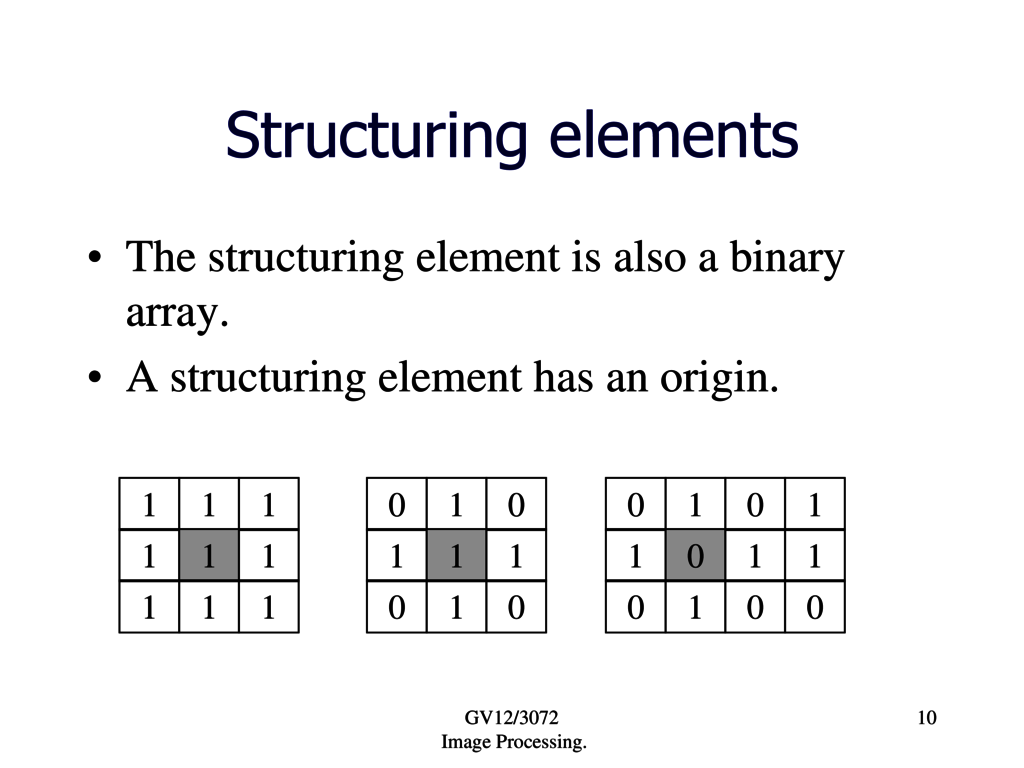 Structuring elements
• The structuring element is also a binary
array.
• A structuring element has an origin.
1 1 1 0 1 0 0 1 0 1
1 1 1 1 1 1 1 0 1 1
1 1 1 0 1 0 0 1 0 0
GV12/3072 10
Image Processing.